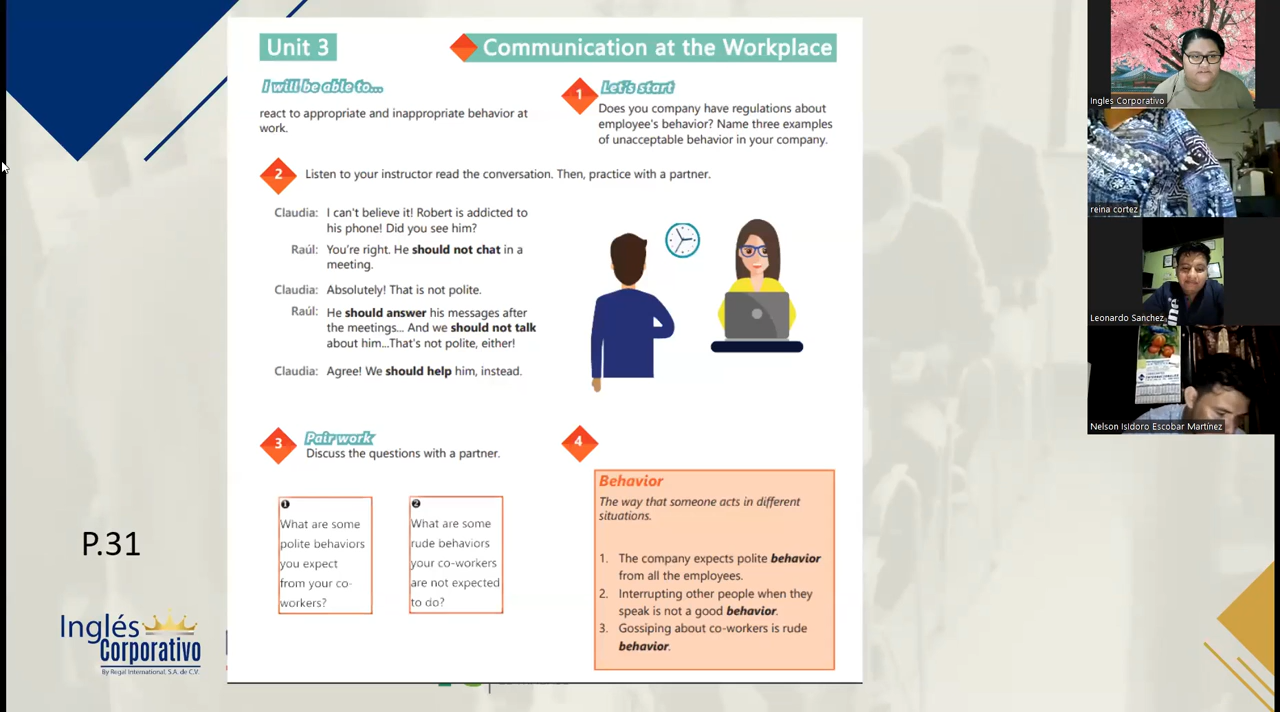 Unit 3
Communication at the Workplace
I will be able to...
react to appropriate and inappropriate behavior at
work.
1
Let's start
Does you company have regulations about
employee's behavior? Name three examples
of unacceptable behavior in your company.
2
Listen to your instructor read the conversation. Then, practice with a partner.
Claudia: I can't believe it! Robert is addicted to
his phone! Did you see him?
Raúl: You're right. He should not chat in a
meeting.
Claudia: Absolutely! That is not polite.
Raúl: He should answer his messages after
the meetings... And we should not talk
about him...That's not polite, either!
Claudia: Agree! We should help him, instead.
3
Pair work
Discuss the questions with a partner.
1
What are some
polite behaviors
you expect
from your co-
workers?
2
What are some
rude behaviors
your co-workers
are not expected
to do?
4
Behavior
The way that someone acts in different
situations.
1. The company expects polite behavior
from all the employees.
2. Interrupting other people when they
speak is not a good behavior.
3. Gossiping about co-workers is rude
behavior.
P.31
Inglés
Corporativo
By Regal International, S.A. de C.V.
Ingles Corporativo
reina cortez
Leonardo Sanchez
Nelson Isidoro Escobar Martínez